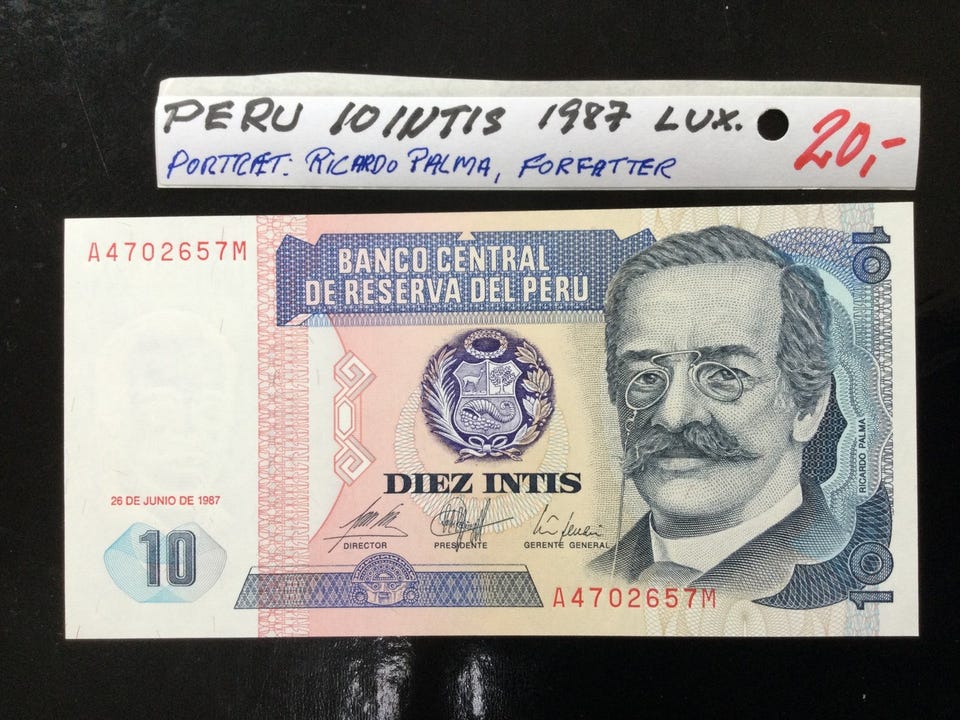 PERU 10 INTIS 1987 LUX. 20,-
PORTRÆT: RICARDO PALMA, FORFATTER
A4702657M
BANCO CENTRAL
DE RESERVA DEL PERU
10
RICARDO PALMA
DIEZ INTIS
26 DE JUNIO DE 1987
10
DIRECTOR PRESIDENTE GERENTE GENERAL
10
A4702657M